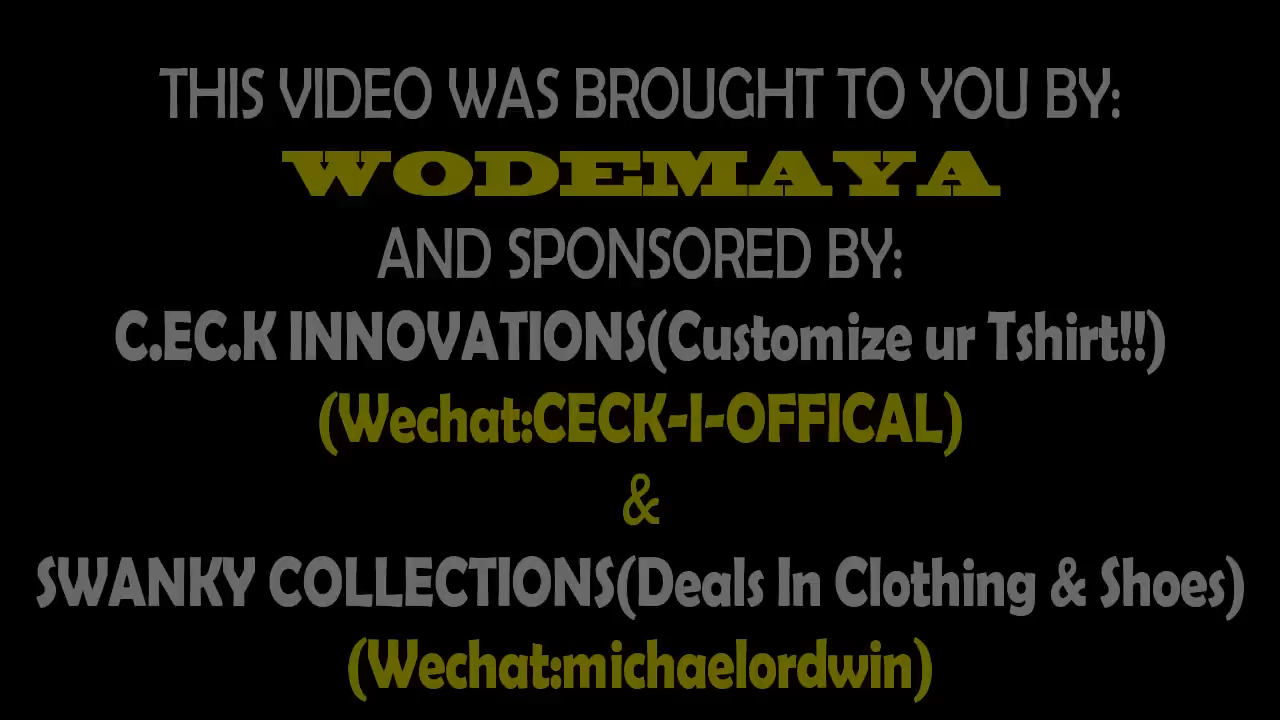 THIS VIDEO WAS BROUGHT TO YOU BY:
WODEMAYA
AND SPONSORED BY:
C.EC.K INNOVATIONS(Customize ur Tshirt!!)
(Wechat:CECK-I-OFFICAL)
&
SWANKY COLLECTIONS(Deals In Clothing & Shoes)
(Wechat:michaelordwin)